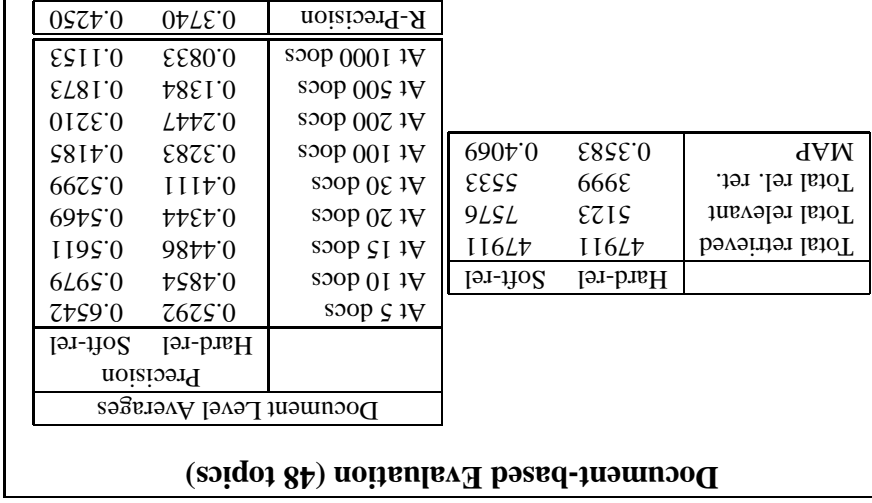 Document-based Evaluation (48 topics)
Hard-rel Soft-rel
Total retrieved 47911 47911
Total relevant 5123 7576
Total rel. ret. 3999 5533
MAP 0.3583 0.4069
Document Level Averages
Precision
Hard-rel Soft-rel
At 5 docs 0.5292 0.6542
At 10 docs 0.4854 0.5979
At 15 docs 0.4486 0.5611
At 20 docs 0.4344 0.5469
At 30 docs 0.4111 0.5299
At 100 docs 0.3283 0.4185
At 200 docs 0.2447 0.3210
At 500 docs 0.1384 0.1873
At 1000 docs 0.0833 0.1153
R-Precision 0.3740 0.4250